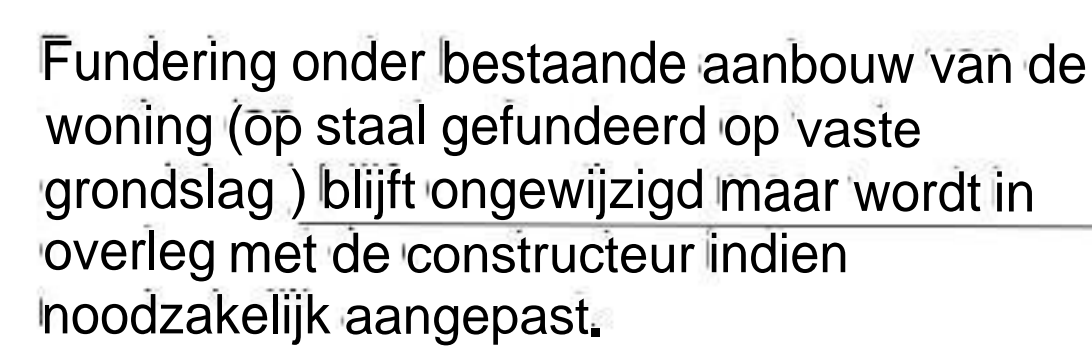 Fundering onder bestaande aanbouw van de
woning (op staal gefundeerd op vaste
grondslag ) blijft ongewijzigd maar wordt in
overleg met de constructeur indien
noodzakelijk aangepast.